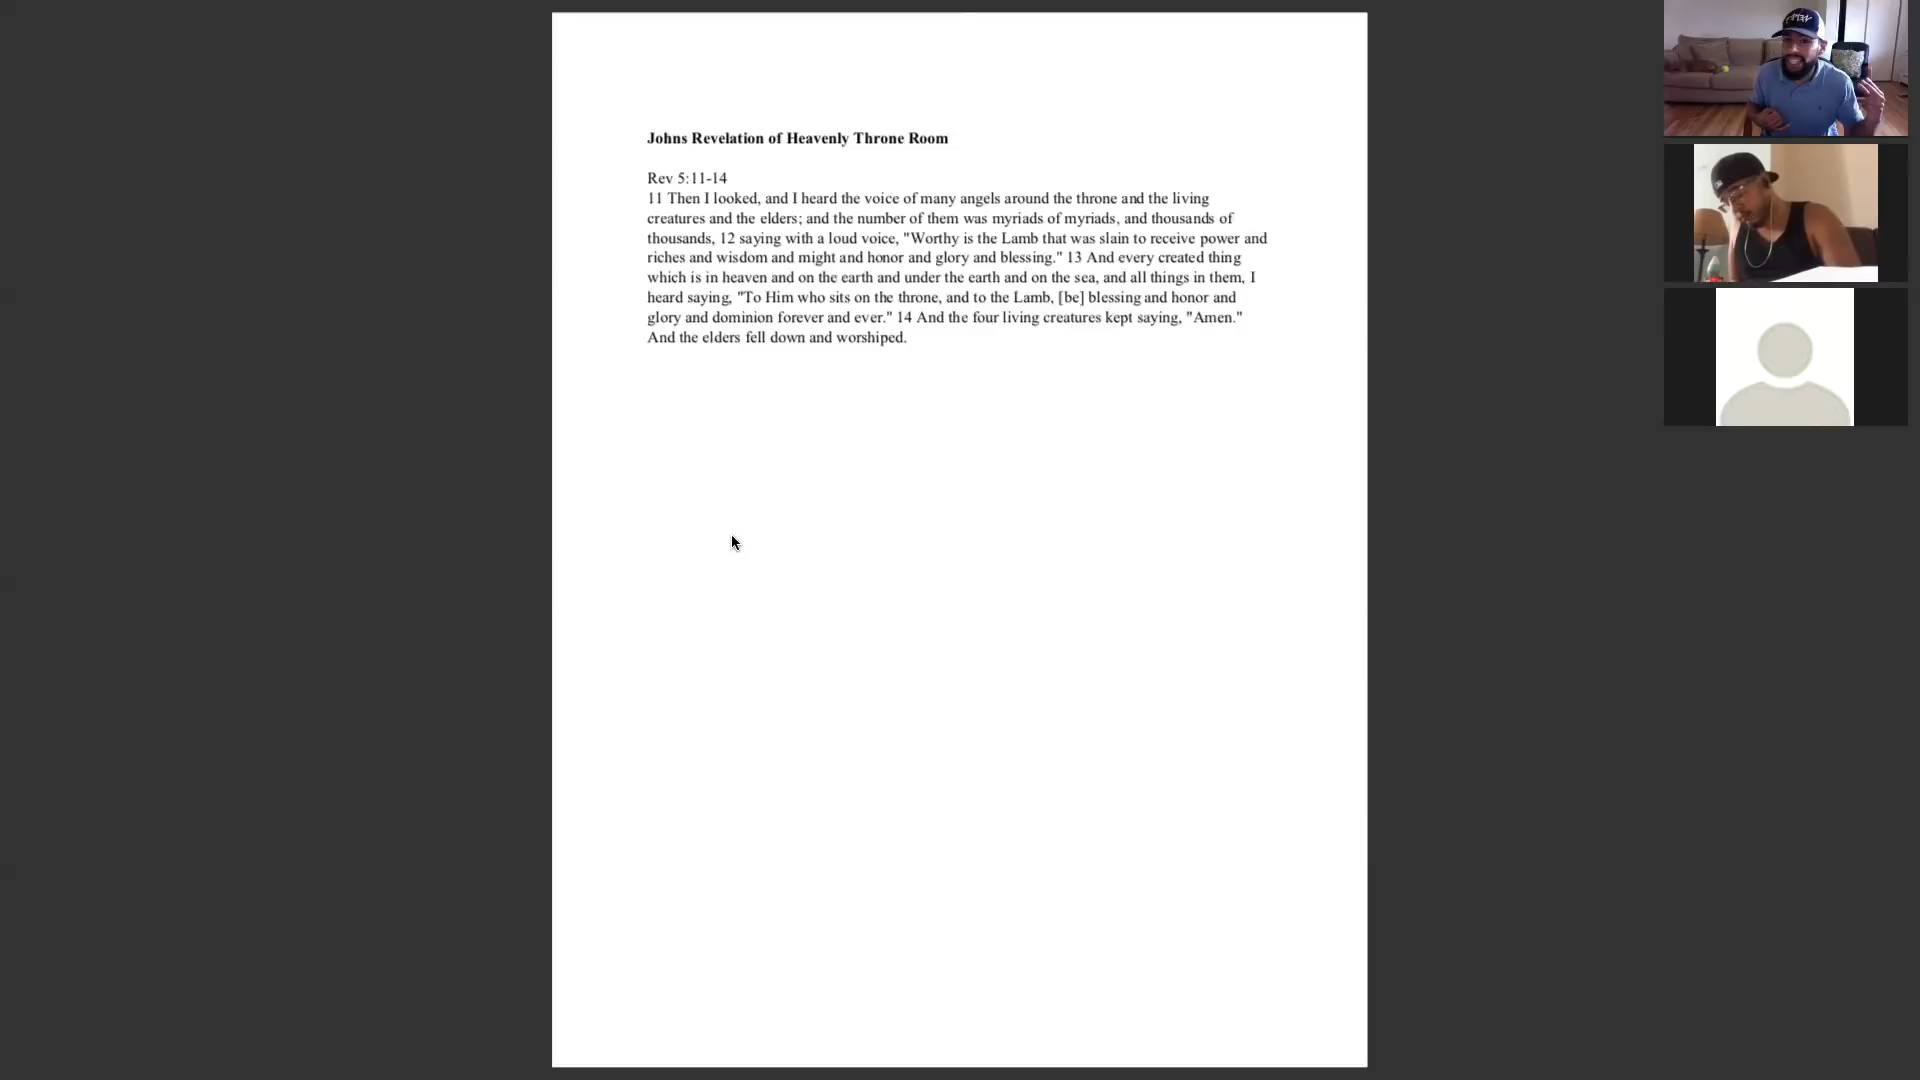 Johns Revelation of Heavenly Throne Room
Rev 5:11-14
11 Then I looked, and I heard the voice of many angels around the throne and the living
creatures and the elders; and the number of them was myriads of myriads, and thousands of
thousands, 12 saying with a loud voice, "Worthy is the Lamb that was slain to receive power and
riches and wisdom and might and honor and glory and blessing." 13 And every created thing
which is in heaven and on the earth and under the earth and on the sea, and all things in them, I
heard saying, "To Him who sits on the throne, and to the Lamb, [be] blessing and honor and
glory and dominion forever and ever." 14 And the four living creatures kept saying, "Amen."
And the elders fell down and worshiped.